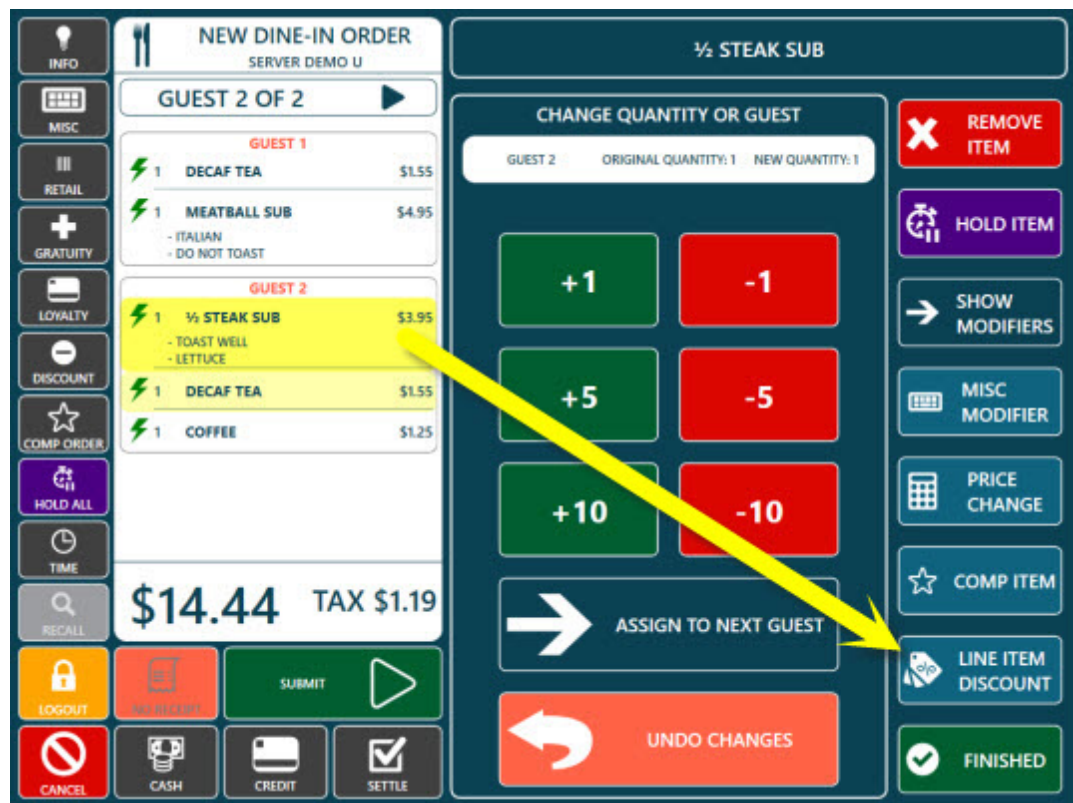 INFO
MISC
RETAIL
GRATUITY
LOYALTY
DISCOUNT
COMP ORDER
HOLD ALL
TIME
RECALL
LOGOUT
CANCEL
NEW DINE-IN ORDER
SERVER DEMO U
GUEST 2 OF 2
GUEST 1
1 DECAF TEA $1.55
1 MEATBALL SUB $4.95
- ITALIAN
- DO NOT TOAST
GUEST 2
1 ½ STEAK SUB $3.95
- TOAST WELL
- LETTUCE
1 DECAF TEA $1.55
1 COFFEE $1.25
$14.44 TAX $1.19
NO RECEIPT
SUBMIT
CASH
CREDIT
SETTLE
½ STEAK SUB
CHANGE QUANTITY OR GUEST
GUEST 2 ORIGINAL QUANTITY: 1 NEW QUANTITY: 1
+1 -1
+5 -5
+10 -10
ASSIGN TO NEXT GUEST
UNDO CHANGES
REMOVE
ITEM
HOLD ITEM
SHOW
MODIFIERS
MISC
MODIFIER
PRICE
CHANGE
COMP ITEM
LINE ITEM
DISCOUNT
FINISHED